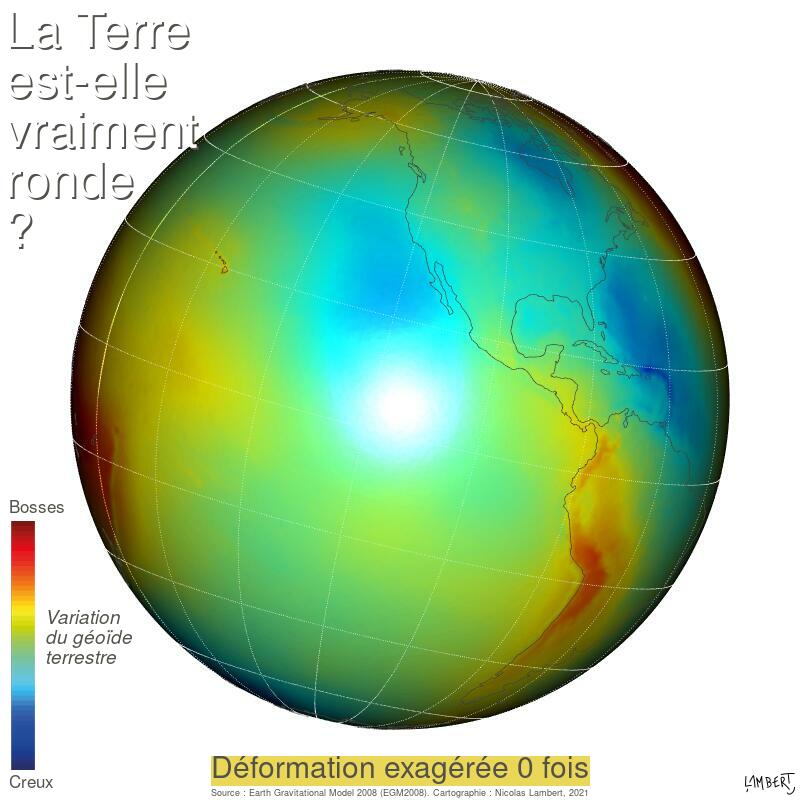 La Terre
est-elle
vraiment
ronde
?
Bosses
Variation
du géoïde
terrestre
Creux
Déformation exagérée 0 fois
Source : Earth Gravitational Model 2008 (EGM2008). Cartographie : Nicolas Lambert, 2021
LAMBERT